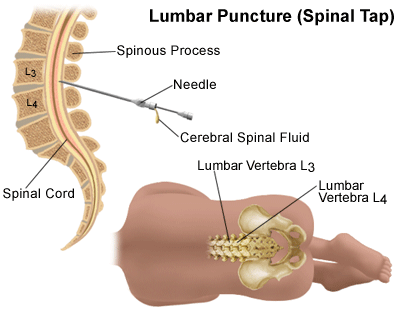 Lumbar Puncture (Spinal Tap)
Spinous Process
L3
Needle
L4
Cerebral Spinal Fluid
Lumbar Vertebra L3
Spinal Cord
Lumbar
Vertebra L4